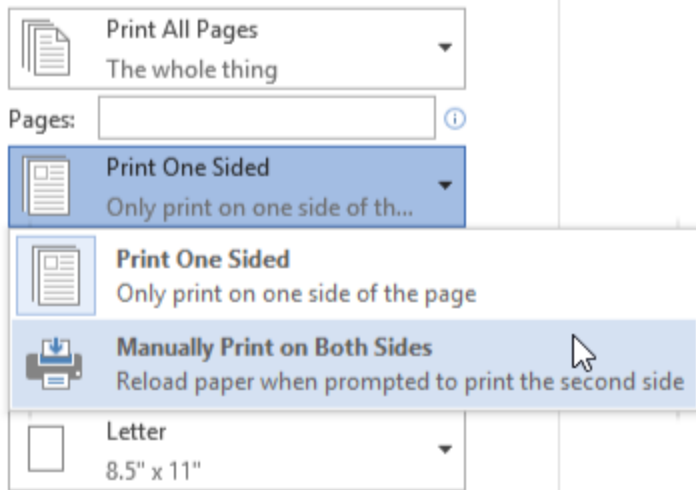 Print All Pages
The whole thing
Pages:
Print One Sided
Only print on one side of th...
Print One Sided
Only print on one side of the page
Manually Print on Both Sides
Reload paper when prompted to print the second side
Letter
8.5" x 11"